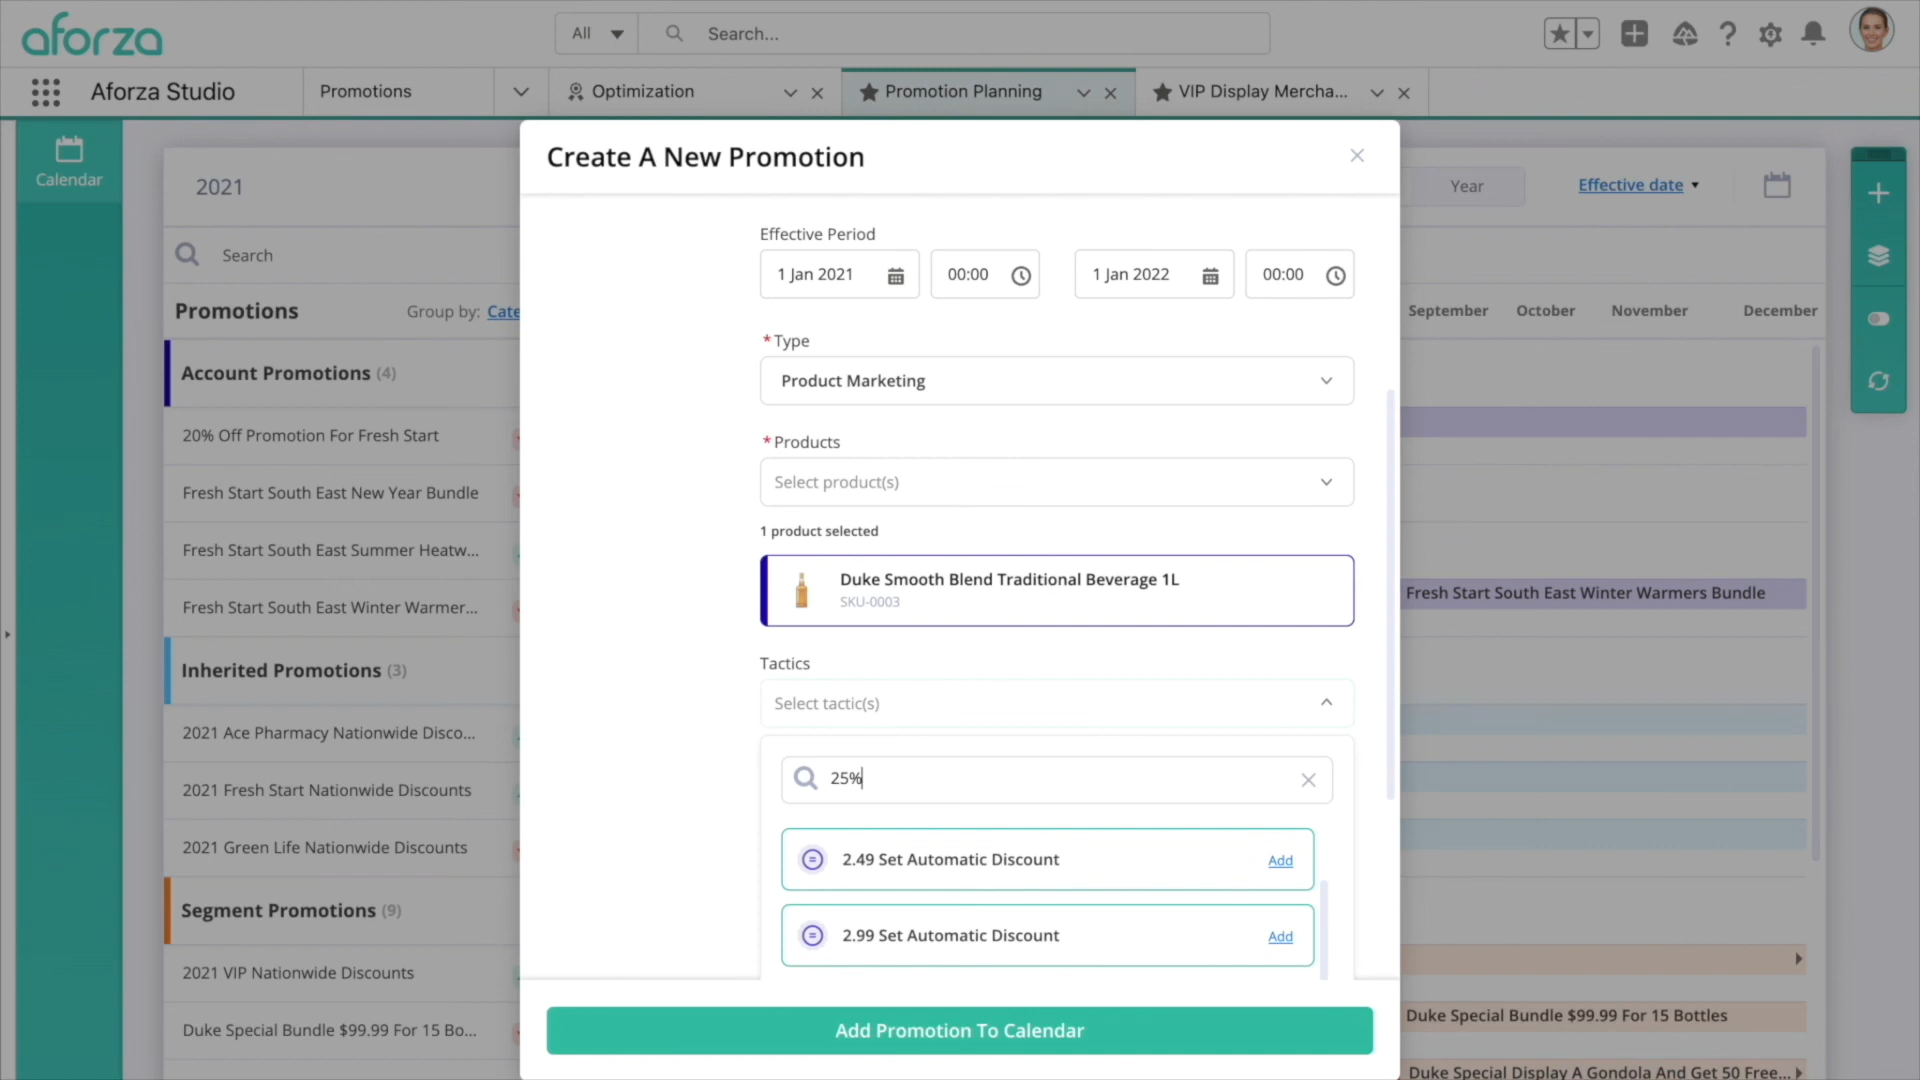 aforza
All
Search...
Aforza Studio
Promotions
Optimization
Promotion Planning
VIP Display Mercha...
Calendar
2021
Search
Promotions
Group by: Cate
Account Promotions (4)
20% Off Promotion For Fresh Start
Fresh Start South East New Year Bundle
Fresh Start South East Summer Heatw...
Fresh Start South East Winter Warmer...
Inherited Promotions (3)
2021 Ace Pharmacy Nationwide Disco...
2021 Fresh Start Nationwide Discounts
2021 Green Life Nationwide Discounts
Segment Promotions (9)
2021 VIP Nationwide Discounts
Duke Special Bundle $99.99 For 15 Bo...
Create A New Promotion
Effective Period
1 Jan 2021
00:00
1 Jan 2022
00:00
*Type
Product Marketing
*Products
Select product(s)
1 product selected
Duke Smooth Blend Traditional Beverage 1L
SKU-0003
Tactics
Select tactic(s)
25%
2.49 Set Automatic Discount
Add
2.99 Set Automatic Discount
Add
Add Promotion To Calendar
Year
Effective date
September
October
November
December
Fresh Start South East Winter Warmers Bundle
Duke Special Bundle $99.99 For 15 Bottles
Duke Special Display A Gondola And Get 50 Free...